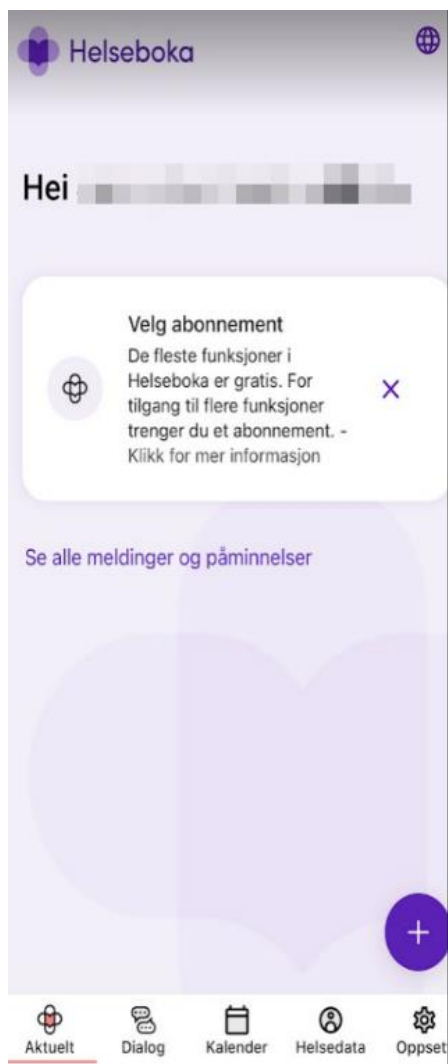 Helseboka
Hei
Velg abonnement
De fleste funksjoner i
Helseboka er gratis. For
tilgang til flere funksjoner
trenger du et abonnement. -
Klikk for mer informasjon
Se alle meldinger og påminnelser
Aktuelt
Dialog
Kalender
Helsedata
Oppset